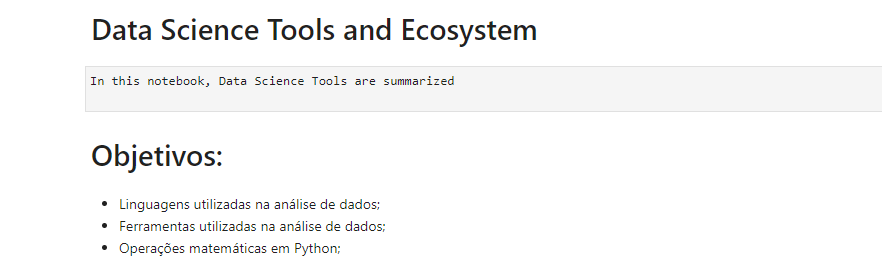 Data Science Tools and Ecosystem
In this notebook, Data Science Tools are summarized
Objetivos:
• Linguagens utilizadas na análise de dados;
• Ferramentas utilizadas na análise de dados;
• Operações matemáticas em Python;